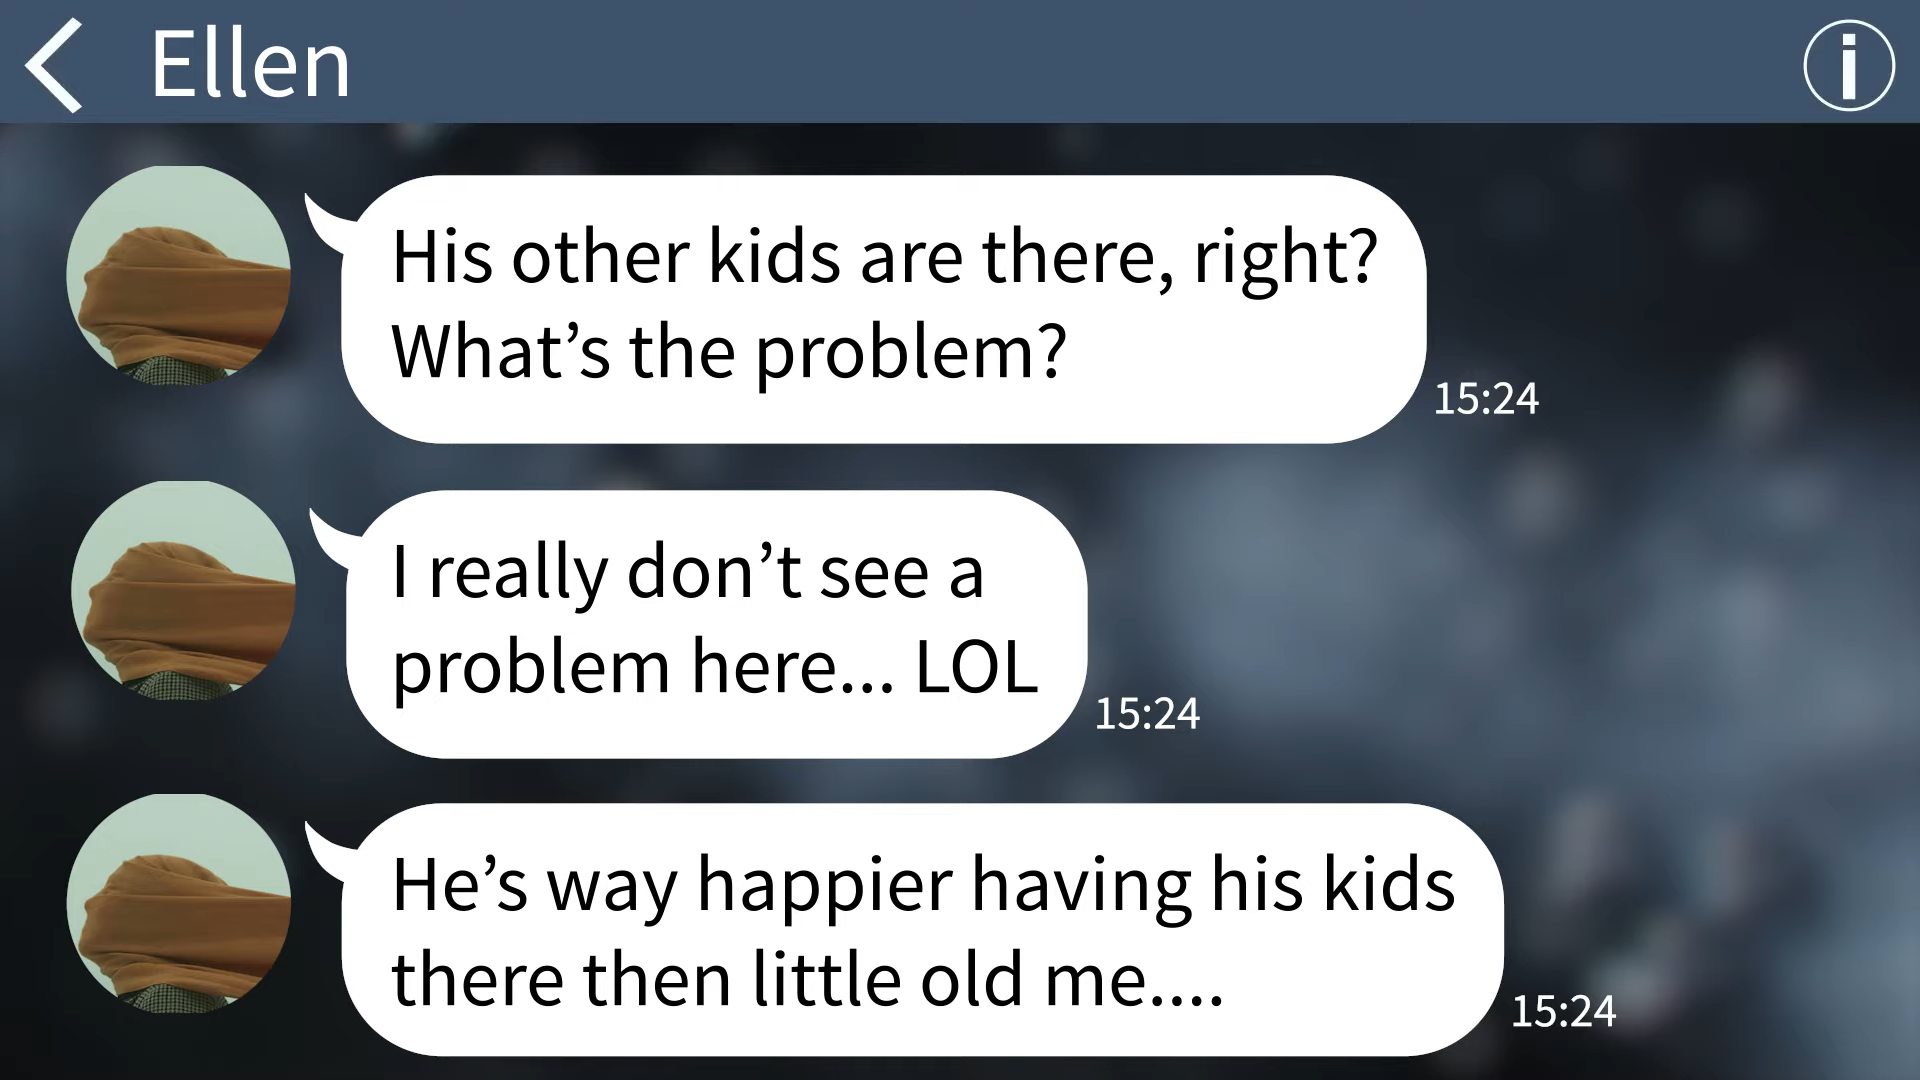 Ellen
His other kids are there, right?
What’s the problem?
15:24
I really don’t see a
problem here... LOL
15:24
He’s way happier having his kids
there then little old me....
15:24